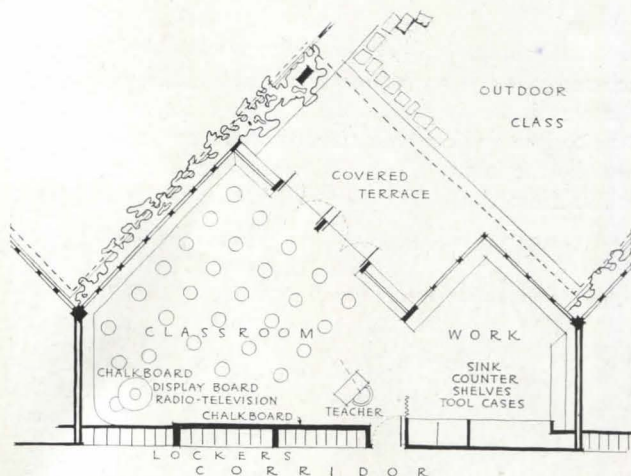 OUTDOOR
CLASS
COVERED
TERRACE
CLASSROOM
WORK
CHALKBOARD
DISPLAY BOARD
RADIO-TELEVISION
CHALKBOARD
TEACHER
SINK
COUNTER
SHELVES
TOOL CASES
LOCKERS
CORRIDOR